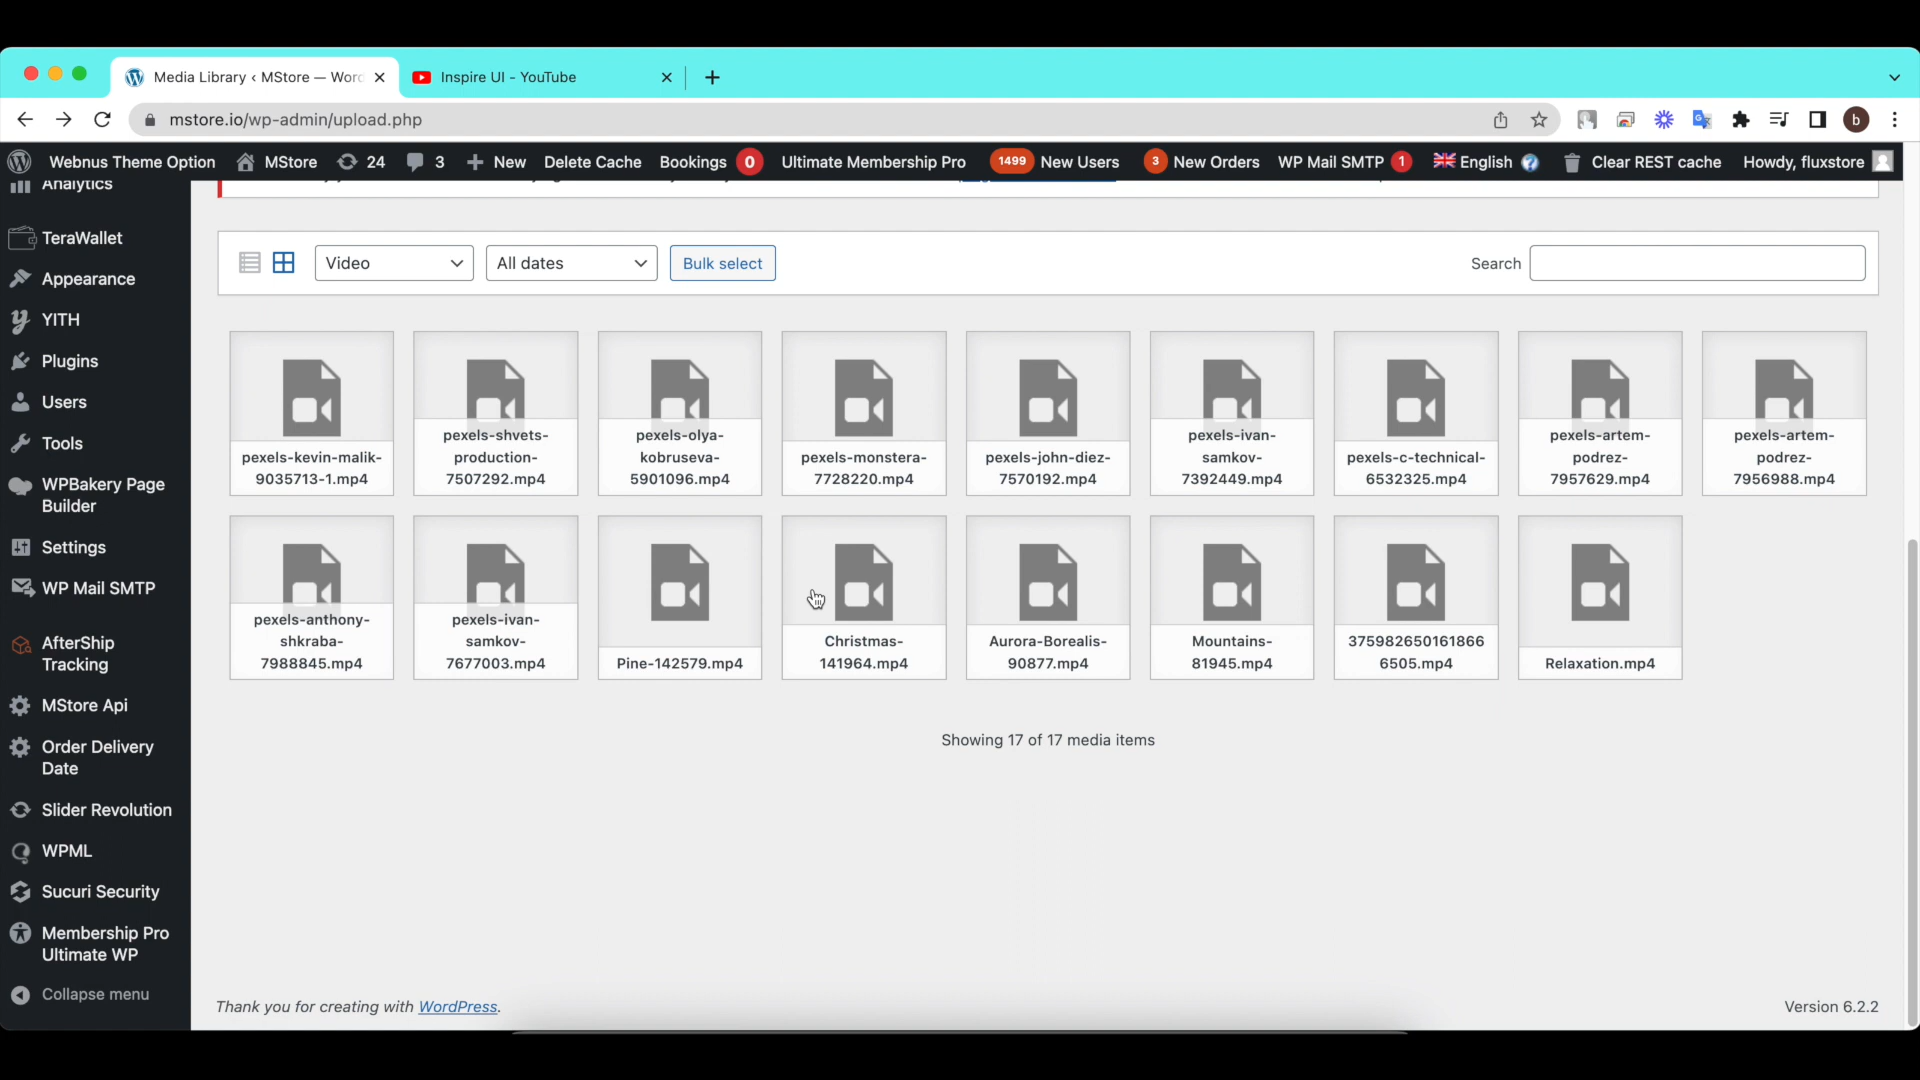 Media Library ‹ MStore — Word
Inspire UI - YouTube
mstore.io/wp-admin/upload.php
b
Webnus Theme Option
MStore
24
3
New
Delete Cache
Bookings 0
Ultimate Membership Pro
1499 New Users
3 New Orders
WP Mail SMTP 1
English
Clear REST cache
Howdy, fluxstore
Analytics
TeraWallet
Appearance
YITH
Plugins
Users
Tools
WPBakery Page
Builder
Settings
WP Mail SMTP
AfterShip
Tracking
MStore Api
Order Delivery
Date
Slider Revolution
WPML
Sucuri Security
Membership Pro
Ultimate WP
Collapse menu
Video
All dates
Bulk select
Search
pexels-kevin-malik-
9035713-1.mp4
pexels-shvets-
production-
7507292.mp4
pexels-olya-
kobruseva-
5901096.mp4
pexels-monstera-
7728220.mp4
pexels-john-diez-
7570192.mp4
pexels-ivan-
samkov-
7392449.mp4
pexels-c-technical-
6532325.mp4
pexels-artem-
podrez-
7957629.mp4
pexels-artem-
podrez-
7956988.mp4
pexels-anthony-
shkraba-
7988845.mp4
pexels-ivan-
samkov-
7677003.mp4
Pine-142579.mp4
Christmas-
141964.mp4
Aurora-Borealis-
90877.mp4
Mountains-
81945.mp4
375982650161866
6505.mp4
Relaxation.mp4
Showing 17 of 17 media items
Thank you for creating with WordPress.
Version 6.2.2